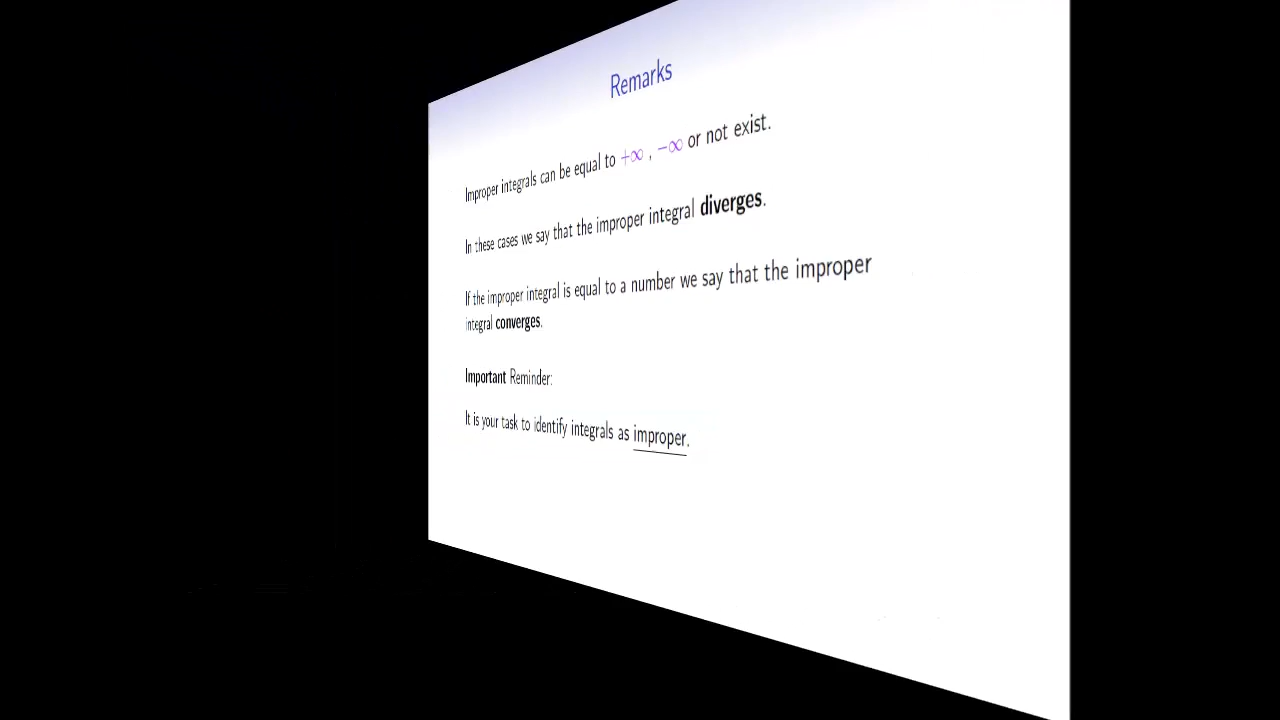 Remarks
Improper integrals can be equal to +∞ , −∞ or not exist.
In these cases we say that the improper integral diverges.
If the improper integral is equal to a number we say that the improper
integral converges.
Important Reminder:
It is your task to identify integrals as improper.